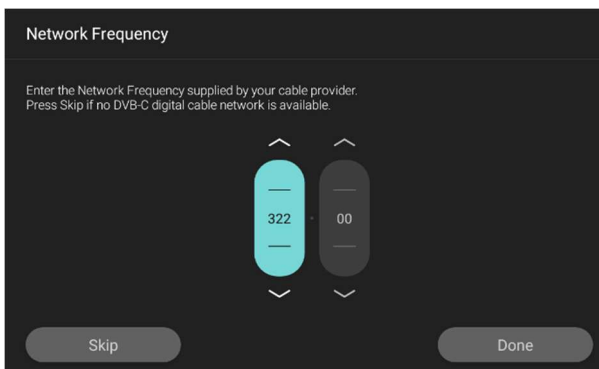 Network Frequency
Enter the Network Frequency supplied by your cable provider.
Press Skip if no DVB-C digital cable network is available.
322 . 00
Skip
Done